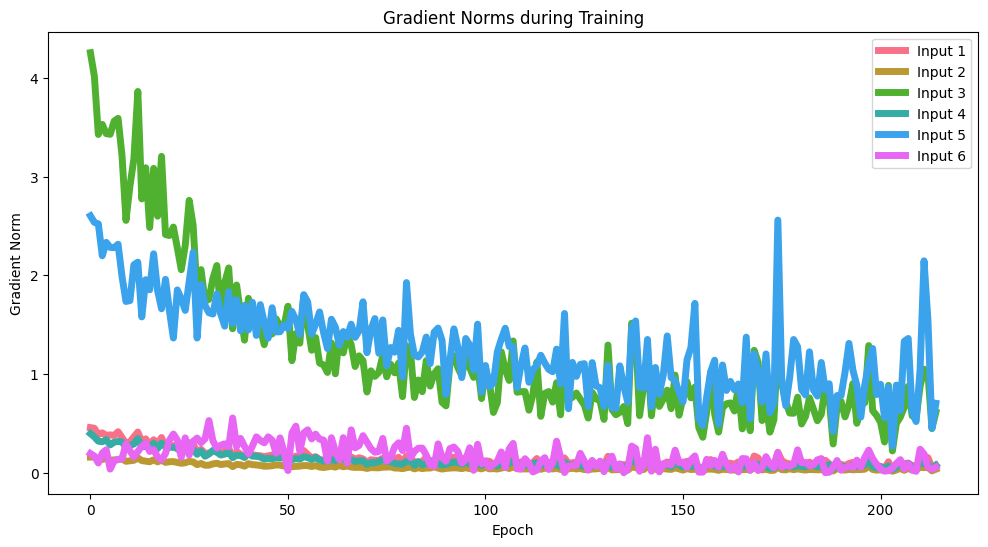 Gradient Norms during Training
Gradient Norm
4
3
2
1
0
0 50 100 150 200
Epoch
Input 1
Input 2
Input 3
Input 4
Input 5
Input 6